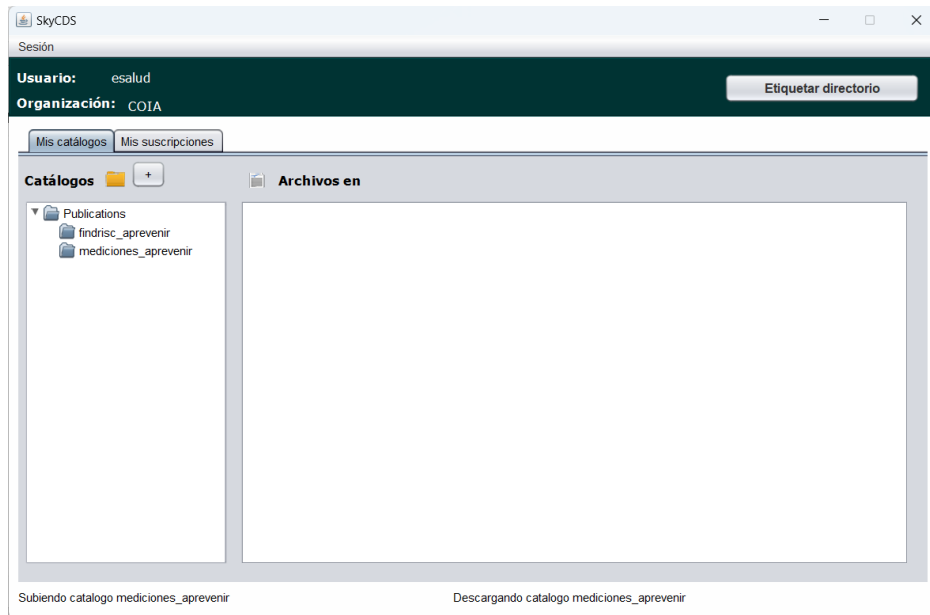 SkyCDS
Sesión
Usuario: esalud
Etiquetar directorio
Organización: COIA
Mis catálogos Mis suscripciones
Catálogos + Archivos en
Publications
findrisc_aprevenir
mediciones_aprevenir
Subiendo catalogo mediciones_aprevenir Descargando catalogo mediciones_aprevenir